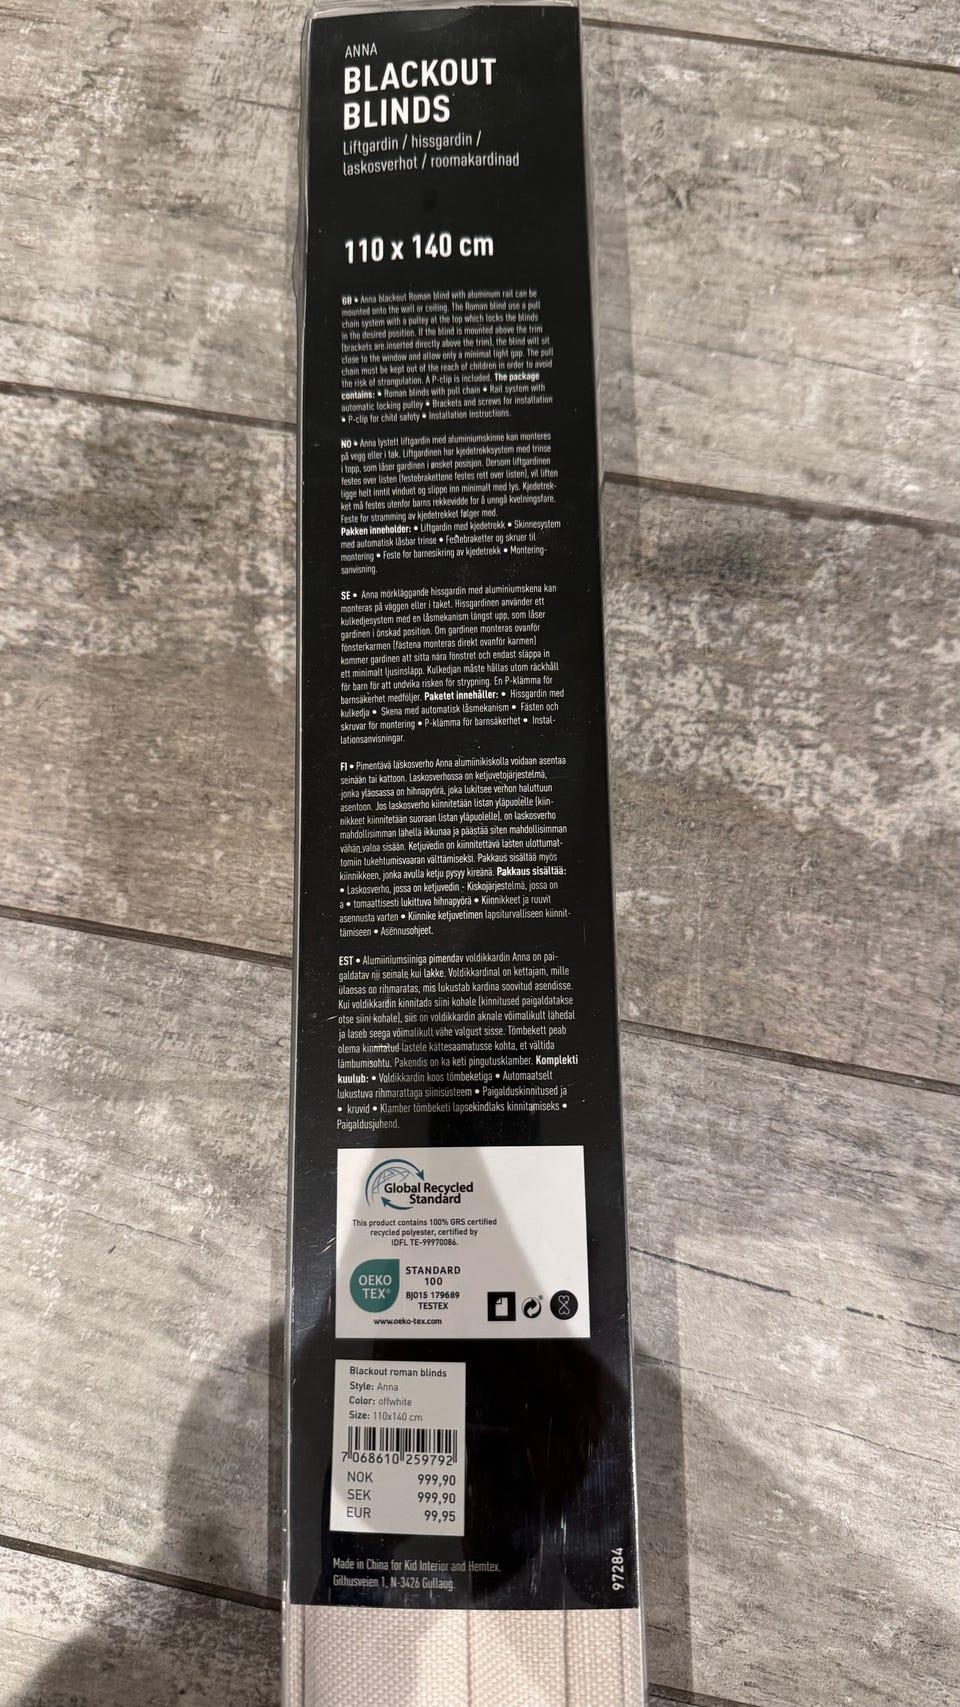 ANNA
BLACKOUT
BLINDS
Liftgardin / hissgardin /
laskosverhot / roomakardinad
110 x 140 cm
GB • Anna blackout Roman blind with aluminum rail can be
mounted onto the wall or ceiling. The Roman blind use a pull
chain system with a pulley at the top which locks the blinds
in the desired position. If the blind is mounted above the trim
(brackets are inserted directly above the trim), the blind will sit
close to the window and allow only a minimal light gap. The pull
chain must be kept out of the reach of children in order to avoid
the risk of strangulation. A P-clip is included. The package
contains: • Roman blinds with pull chain • Rail system with
automatic locking pulley • Brackets and screws for installation
• P-clip for child safety • Installation instructions.
NO • Anna lystett liftgardin med aluminiumskinne kan monteres
på vegg eller i tak. Liftgardinen har kjedetrekksystem med trinse
i topp, som låser gardinen i ønsket posisjon. Dersom liftgardinen
festes over listen (festebrakettene festes rett over listen), vil liften
ligge helt inntil vinduet og slippe inn minimalt med lys. Kjedetrek-
ket må festes utenfor barns rekkevidde for å unngå kvelningsfare.
Feste for stramming av kjedetrekket følger med.
Pakken inneholder: • Liftgardin med kjedetrekk • Skinnesystem
med automatisk låsbar trinse • Festebraketter og skruer til
montering • Feste for barnesikring av kjedetrekk • Montering-
sanvisning.
SE • Anna mörkläggande hissgardin med aluminiumskena kan
monteras på väggen eller i taket. Hissgardinen använder ett
kulkedjesystem med en låsmekanism längst upp, som låser
gardinen i önskad position. Om gardinen monteras ovanför
fönsterkarmen (fästena monteras direkt ovanför karmen)
kommer gardinen att sitta nära fönstret och endast släppa in
ett minimalt ljusinsläpp. Kulkedjan måste hållas utom räckhåll
för barn för att undvika risken för strypning. En P-klämma för
barnsäkerhet medföljer. Paketet innehåller: • Hissgardin med
kulkedja • Skena med automatisk låsmekanism • Fästen och
skruvar för montering • P-klämma för barnsäkerhet • Instal-
lationsanvisningar.
FI • Pimentävä laskosverho Anna alumiinikiskolla voidaan asentaa
seinään tai kattoon. Laskosverhossa on ketjuvetojärjestelmä,
jonka yläosassa on hihnapyörä, joka lukitsee verhon haluttuun
asentoon. Jos laskosverho kiinnitetään listan yläpuolelle (kiin-
nikkeet kiinnitetään suoraan listan yläpuolelle), on laskosverho
mahdollisimman lähellä ikkunaa ja päästää siten mahdollisimman
vähän valoa sisään. Ketjuvedin on kiinnitettävä lasten ulottumat-
tomiin tukehtumisvaaran välttämiseksi. Pakkaus sisältää myös
kiinnikkeen, jonka avulla ketju pysyy kireänä. Pakkaus sisältää:
• Laskosverho, jossa on ketjuvedin - Kiskojärjestelmä, jossa on
a • tomaattisesti lukittuva hihnapyörä • Kiinnikkeet ja ruuvit
asennusta varten • Kiinnike ketjuvetimen lapsiturvalliseen kiinnit-
tämiseen • Asennusohjeet.
EST • Alumiiniumsiiniga pimendav voldikkardin Anna on pai-
galdatav nii seinale kui lakke. Voldikkardinal on kettajam, mille
ülaosas on rihmaratas, mis lukustab kardina soovitud asendisse.
Kui voldikkardin kinnitada siini kohale (kinnitused paigaldatakse
otse siini kohale), siis on voldikkardin aknale võimalikult lähedal
ja laseb seega võimalikult vähe valgust sisse. Tõmbekett peab
olema kinnitatud lastele kättesaamatusse kohta, et vältida
lämbumisohtu. Pakendis on ka keti pingutusklamber. Komplekti
kuulub: • Voldikkardin koos tõmbeketiga • Automaatselt
lukustuva rihmarattaga siinisüsteem • Paigalduskinnitused ja
• kruvid • Klamber tõmbeketi lapsekindlaks kinnitamiseks •
Paigaldusjuhend.
Global Recycled
Standard
This product contains 100% GRS certified
recycled polyester, certified by
IDFL TE-99970086.
OEKO
TEX®
STANDARD
100
BJ015 179689
TESTEX
www.oeko-tex.com
Blackout roman blinds
Style: Anna
Color: offwhite
Size: 110x140 cm
7 068610 259792
NOK 999,90
SEK 999,90
EUR 99,95
Made in China for Kid Interior and Hemtex.
Gilhusveien 1, N-3426 Gullaug.
97284